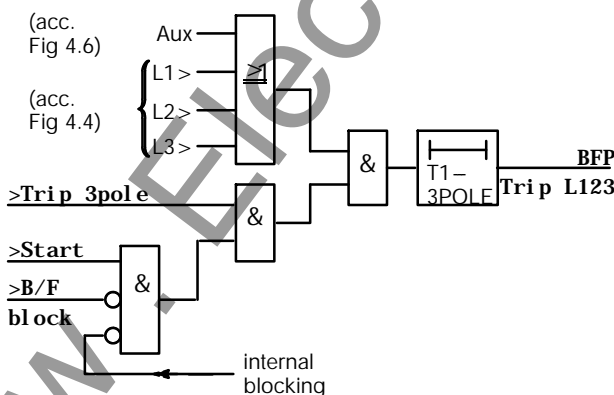 (acc.
Fig 4.6)
Aux
L1>
≥1
(acc.
Fig 4.4)
L2>
L3>
&
T1–
3POLE
BFP
Trip L123
>Trip 3pole
&
>Start
>B/F
block
&
internal
blocking
w. Elec